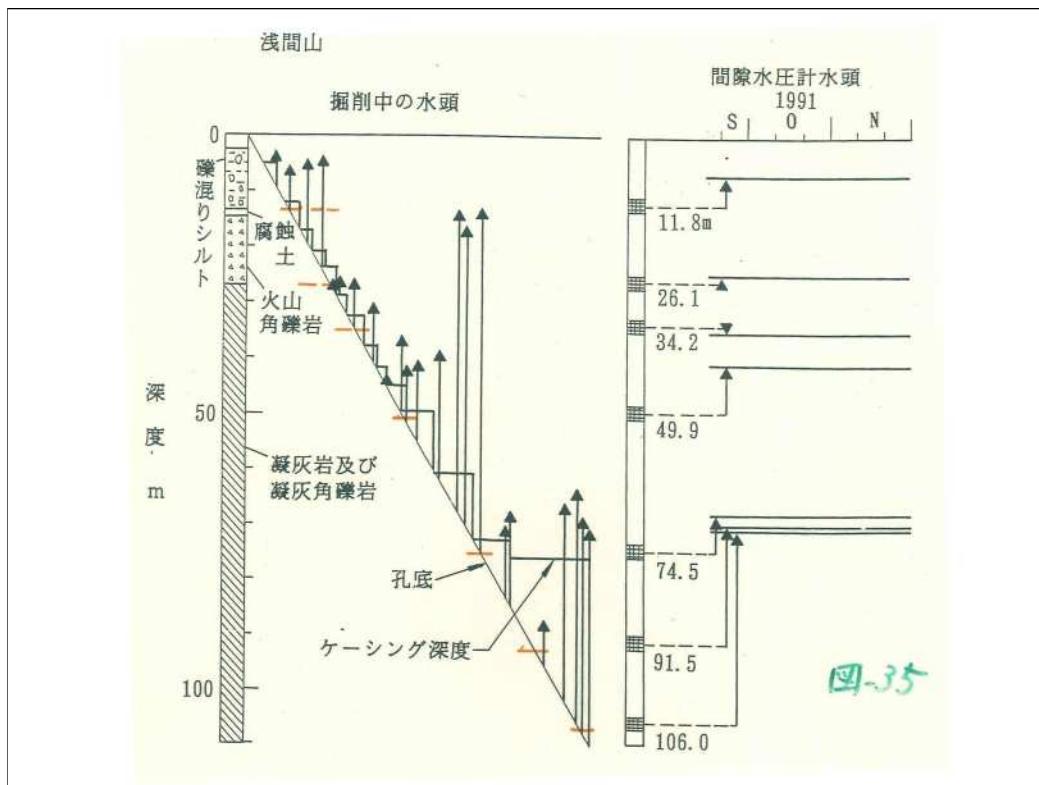 浅間山
掘削中の水頭
0
50
100
深度 m
礫混りシルト
腐蝕
土
火山
角礫岩
凝灰岩及び
凝灰角礫岩
孔底
ケーシング深度
間隙水圧計水頭
1991
S O N
11.8m
26.1
34.2
49.9
74.5
91.5
106.0
図-35